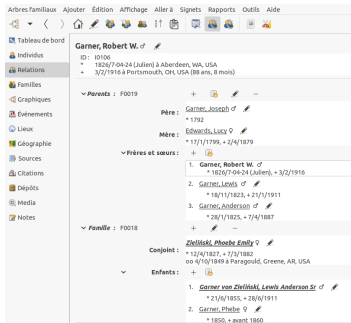 Arbres familiaux Ajouter Édition Affichage Aller à Signets Rapports Outils Aide
Tableau de bord
Individus
Relations
Familles
Graphiques
Événements
Lieux
Géographie
Sources
Citations
Dépôts
Media
Notes
Garner, Robert W. ♂
ID : I0106
* 1826/7-04-24 (Julien) à Aberdeen, WA, USA
+ 3/2/1916 à Portsmouth, OH, USA (88 ans, 8 mois)
Parents : F0019
Père : Garner, Joseph ♂
* 1792
Mère : Edwards, Lucy ♀
* 17/1/1799, + 2/4/1879
Frères et sœurs :
1. Garner, Robert W.
* 1826/7-04-24 (Julien), + 3/2/1916
2. Garner, Lewis ♂
* 18/11/1823, + 21/1/1911
3. Garner, Anderson ♂
* 28/1/1825, + 7/4/1887
Famille : F0018
Conjoint : Zieliński, Phoebe Emily ♀
* 12/4/1827, + 7/3/1882
oo 4/10/1849 à Paragould, Greene, AR, USA
Enfants :
1. Garner von Zieliński, Lewis Anderson Sr ♂
* 21/6/1855, + 28/6/1911
2. Garner, Phebe ♀
* 1850, + avant 1860